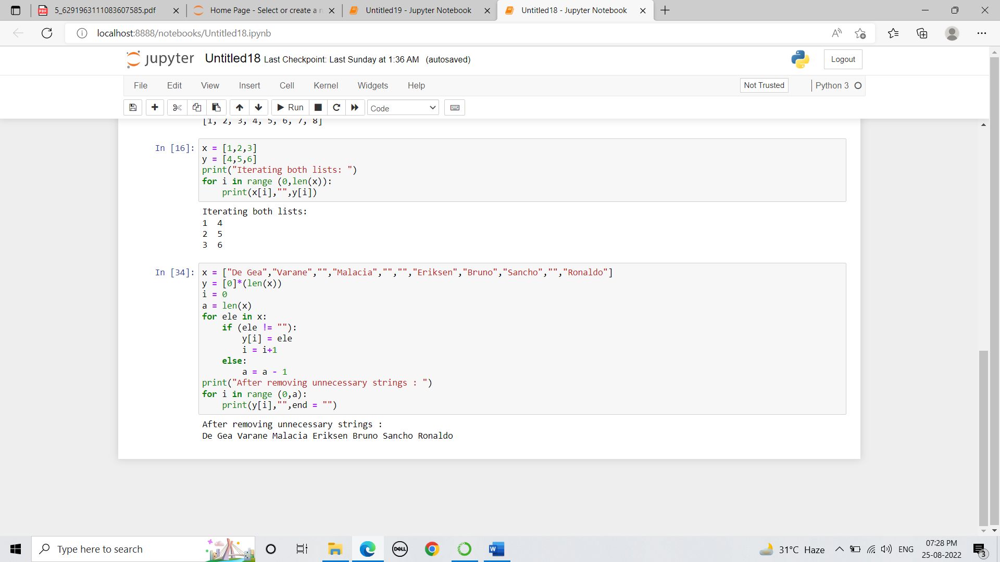 5_6291963111083607585.pdf
Home Page - Select or create a n
Untitled19 - Jupyter Notebook
Untitled18 - Jupyter Notebook
localhost:8888/notebooks/Untitled18.ipynb
jupyter Untitled18 Last Checkpoint: Last Sunday at 1:36 AM (autosaved)
Logout
File Edit View Insert Cell Kernel Widgets Help
Not Trusted
Python 3
Run
Code
[1, 2, 3, 4, 5, 6, 7, 8]
In [16]:
x = [1,2,3]
y = [4,5,6]
print("Iterating both lists: ")
for i in range (0,len(x)):
    print(x[i],"",y[i])
Iterating both lists:
1  4
2  5
3  6
In [34]:
x = ["De Gea","Varane","","Malacia","","","Eriksen","Bruno","Sancho","","Ronaldo"]
y = [0]*(len(x))
i = 0
a = len(x)
for ele in x:
    if (ele != ""):
        y[i] = ele
        i = i+1
    else:
        a = a - 1
print("After removing unnecessary strings : ")
for i in range (0,a):
    print(y[i],"",end = "")
After removing unnecessary strings :
De Gea Varane Malacia Eriksen Bruno Sancho Ronaldo
Type here to search
DELL
W
31°C Haze
ENG
07:28 PM
25-08-2022
3